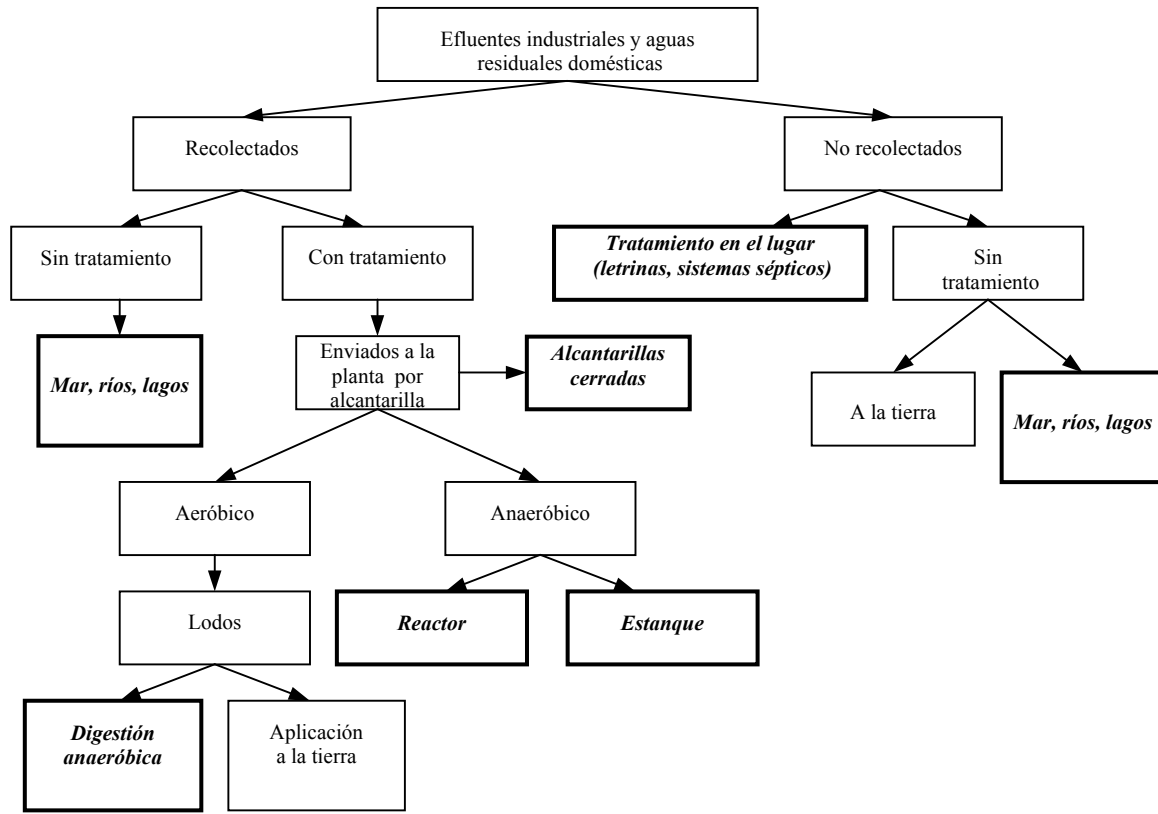 Efluentes industriales y aguas
residuales domésticas
Recolectados
No recolectados
Sin tratamiento
Con tratamiento
Tratamiento en el lugar
(letrinas, sistemas sépticos)
Sin
tratamiento
Mar, ríos, lagos
Enviados a la
planta por
alcantarilla
Alcantarillas
cerradas
A la tierra
Mar, ríos, lagos
Aeróbico
Anaeróbico
Lodos
Reactor
Estanque
Digestión
anaeróbica
Aplicación
a la tierra